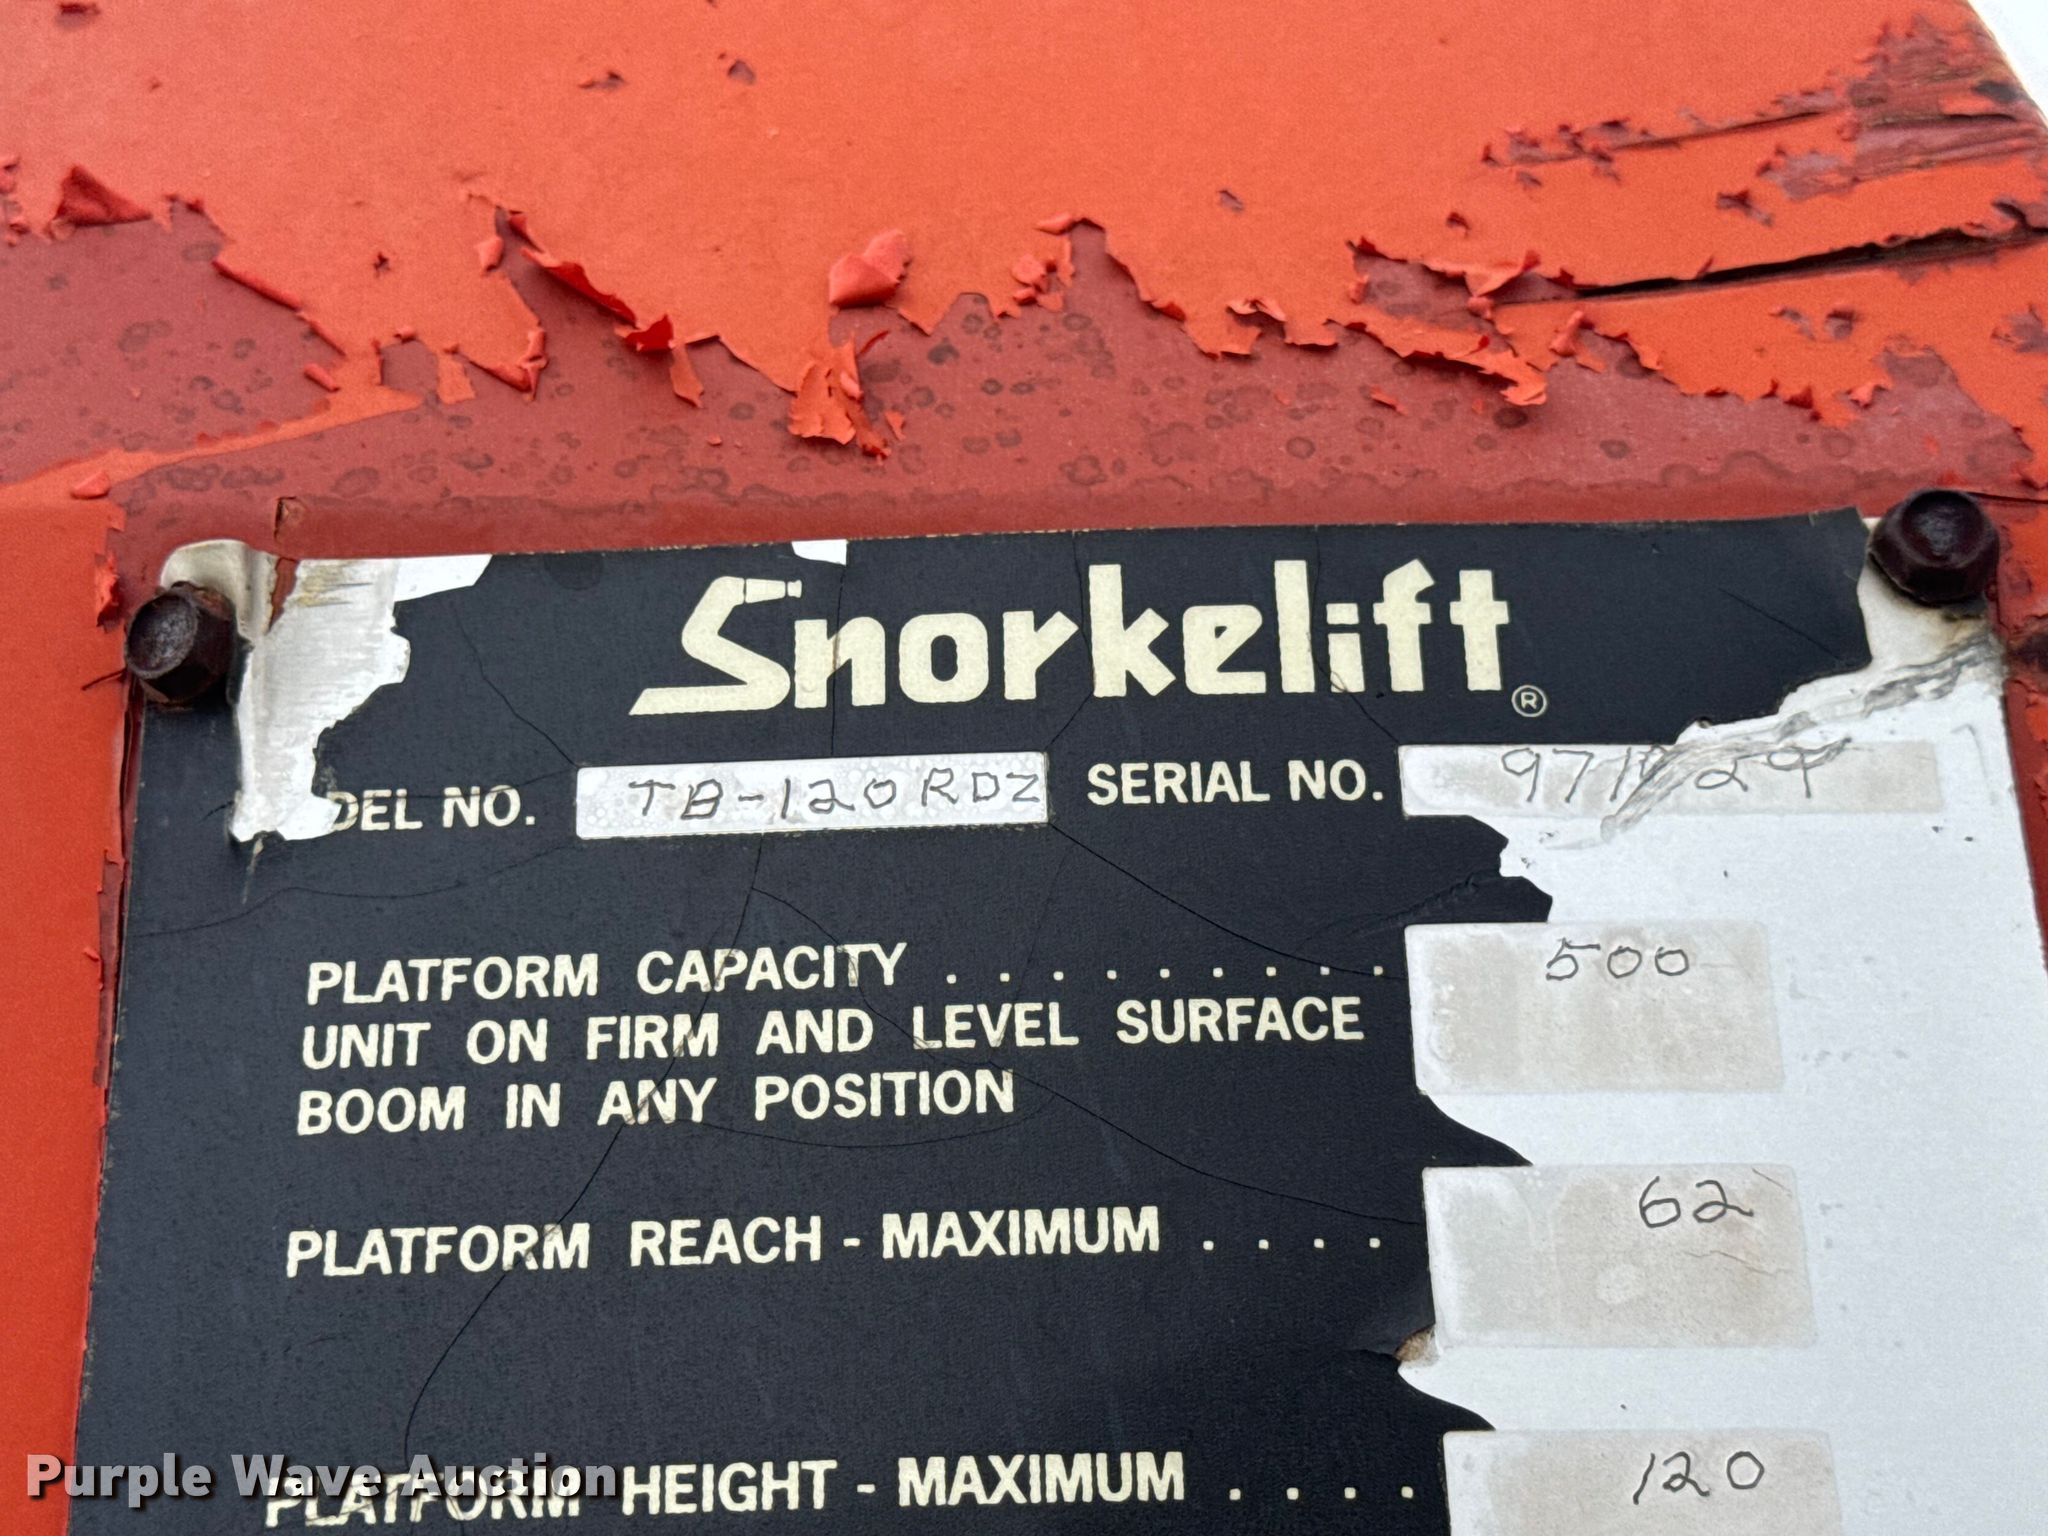 Snorkelift ®
DEL NO. TB-120RDZ SERIAL NO.
PLATFORM CAPACITY . . . . . . . . . 500
UNIT ON FIRM AND LEVEL SURFACE
BOOM IN ANY POSITION
PLATFORM REACH - MAXIMUM . . . . 62
PLATFORM HEIGHT - MAXIMUM . . . . 120
Purple Wave Auction